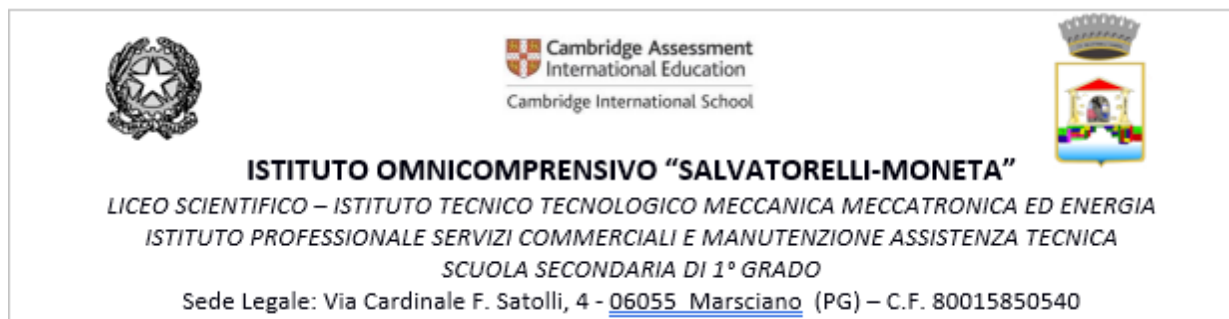 Cambridge Assessment
International Education
Cambridge International School
ISTITUTO OMNICOMPRENSIVO “SALVATORELLI-MONETA”
LICEO SCIENTIFICO – ISTITUTO TECNICO TECNOLOGICO MECCANICA MECCATRONICA ED ENERGIA
ISTITUTO PROFESSIONALE SERVIZI COMMERCIALI E MANUTENZIONE ASSISTENZA TECNICA
SCUOLA SECONDARIA DI 1° GRADO
Sede Legale: Via Cardinale F. Satolli, 4 - 06055 Marsciano (PG) – C.F. 80015850540